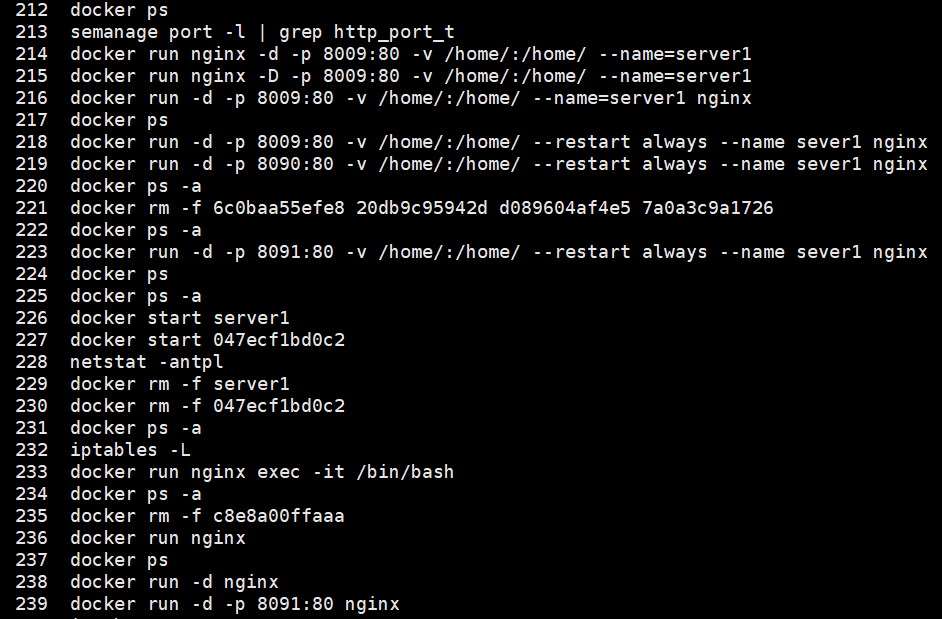 212 docker ps
213 semanage port -l | grep http_port_t
214 docker run nginx -d -p 8009:80 -v /home/:/home/ --name=server1
215 docker run nginx -D -p 8009:80 -v /home/:/home/ --name=server1
216 docker run -d -p 8009:80 -v /home/:/home/ --name=server1 nginx
217 docker ps
218 docker run -d -p 8009:80 -v /home/:/home/ --restart always --name sever1 nginx
219 docker run -d -p 8090:80 -v /home/:/home/ --restart always --name sever1 nginx
220 docker ps -a
221 docker rm -f 6c0baa55efe8 20db9c95942d d089604af4e5 7a0a3c9a1726
222 docker ps -a
223 docker run -d -p 8091:80 -v /home/:/home/ --restart always --name sever1 nginx
224 docker ps
225 docker ps -a
226 docker start server1
227 docker start 047ecf1bd0c2
228 netstat -antpl
229 docker rm -f server1
230 docker rm -f 047ecf1bd0c2
231 docker ps -a
232 iptables -L
233 docker run nginx exec -it /bin/bash
234 docker ps -a
235 docker rm -f c8e8a00ffaaa
236 docker run nginx
237 docker ps
238 docker run -d nginx
239 docker run -d -p 8091:80 nginx